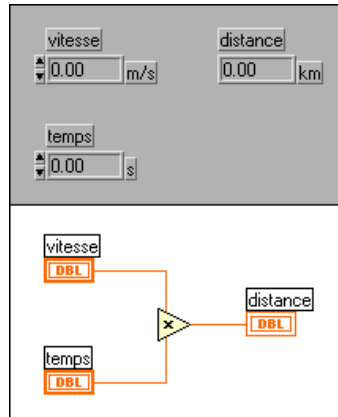 vitesse
distance
0.00 m/s
0.00 km
temps
0.00 s
vitesse
DBL
distance
x
DBL
temps
DBL